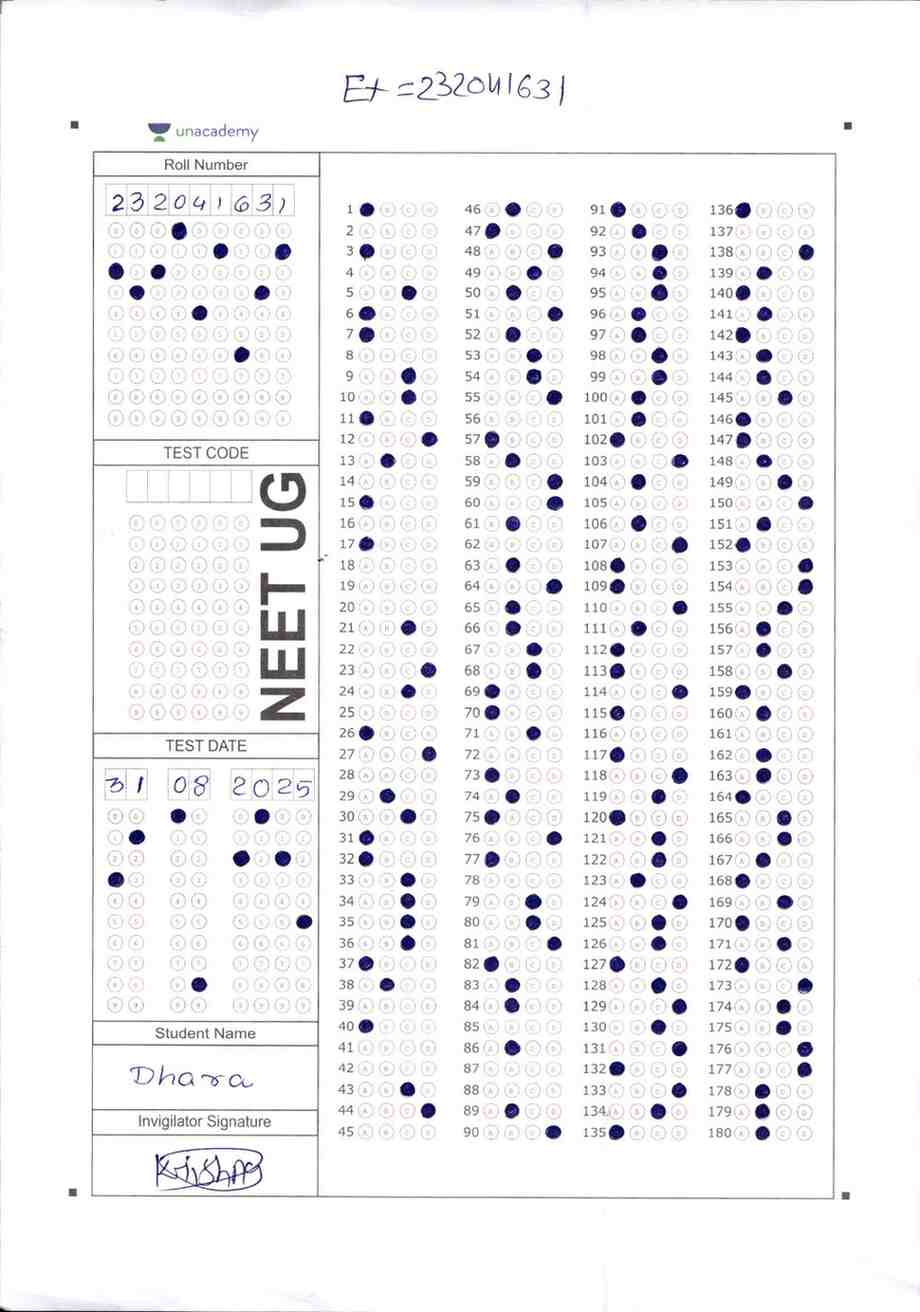 Et = 232041631
unacademy
Roll Number
2 3 2 0 4 1 6 3 1
TEST CODE
NEET UG
TEST DATE
3 1 0 8 2 0 2 5
Student Name
Dhara
Invigilator Signature
1 46 91 136
2 47 92 137
3 48 93 138
4 49 94 139
5 50 95 140
6 51 96 141
7 52 97 142
8 53 98 143
9 54 99 144
10 55 100 145
11 56 101 146
12 57 102 147
13 58 103 148
14 59 104 149
15 60 105 150
16 61 106 151
17 62 107 152
18 63 108 153
19 64 109 154
20 65 110 155
21 66 111 156
22 67 112 157
23 68 113 158
24 69 114 159
25 70 115 160
26 71 116 161
27 72 117 162
28 73 118 163
29 74 119 164
30 75 120 165
31 76 121 166
32 77 122 167
33 78 123 168
34 79 124 169
35 80 125 170
36 81 126 171
37 82 127 172
38 83 128 173
39 84 129 174
40 85 130 175
41 86 131 176
42 87 132 177
43 88 133 178
44 89 134 179
45 90 135 180